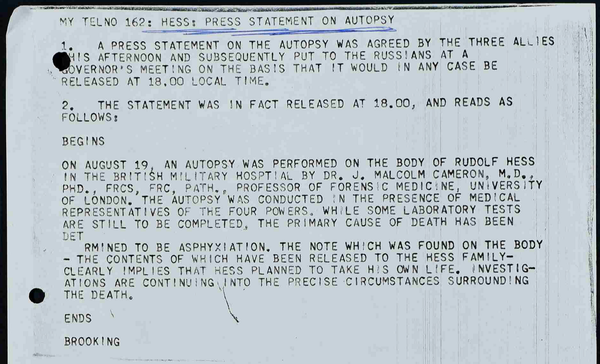 MY TELNO 162: HESS: PRESS STATEMENT ON AUTOPSY
1. A PRESS STATEMENT ON THE AUTOPSY WAS AGREED BY THE THREE ALLIES
THIS AFTERNOON AND SUBSEQUENTLY PUT TO THE RUSSIANS AT A
GOVERNOR'S MEETING ON THE BASIS THAT IT WOULD IN ANY CASE BE
RELEASED AT 18.00 LOCAL TIME.
2. THE STATEMENT WAS IN FACT RELEASED AT 18.00, AND READS AS
FOLLOWS:
BEGINS
ON AUGUST 19, AN AUTOPSY WAS PERFORMED ON THE BODY OF RUDOLF HESS
IN THE BRITISH MILITARY HOSPTIAL BY DR. J. MALCOLM CAMERON, M.D.,
PHD., FRCS, FRC, PATH., PROFESSOR OF FORENSIC MEDICINE, UNIVERSITY
OF LONDON. THE AUTOPSY WAS CONDUCTED IN THE PRESENCE OF MEDICAL
REPRESENTATIVES OF THE FOUR POWERS. WHILE SOME LABORATORY TESTS
ARE STILL TO BE COMPLETED, THE PRIMARY CAUSE OF DEATH HAS BEEN
DET
RMINED TO BE ASPHYXIATION. THE NOTE WHICH WAS FOUND ON THE BODY
- THE CONTENTS OF WHICH HAVE BEEN RELEASED TO THE HESS FAMILY-
CLEARLY IMPLIES THAT HESS PLANNED TO TAKE HIS OWN LIFE. INVESTIG-
ATIONS ARE CONTINUING INTO THE PRECISE CIRCUMSTANCES SURROUNDING
THE DEATH.
ENDS
BROOKING